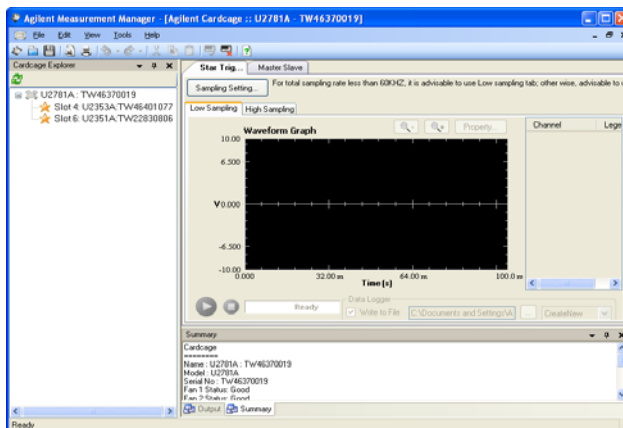 Agilent Measurement Manager - [Agilent Cardcage :: U2781A - TW46370019]
File Edit View Tools Help
Cardcage Explorer
U2781A : TW46370019
Slot 4: U2353A:TW46401077
Slot 6: U2351A:TW22830806
Star Trig... Master Slave
Sampling Setting... For total sampling rate less than 60KHZ, it is advisable to use Low sampling tab; other wise, advisable to
Low Sampling High Sampling
Waveform Graph Property...
Channel Lege
10.00
6.500
V 0.000
-6.500
-10.00
0.000 32.00 m 64.00 m 100.0 m
Time (s)
Ready
Data Logger
Write to File C:\Documents and Settings\A ... CreateNew
Summary
Cardcage
========
Name : U2781A : TW46370019
Model : U2781A
Serial No : TW46370019
Fan 1 Status: Good
Fan 2 Status: Good
Output Summary
Ready